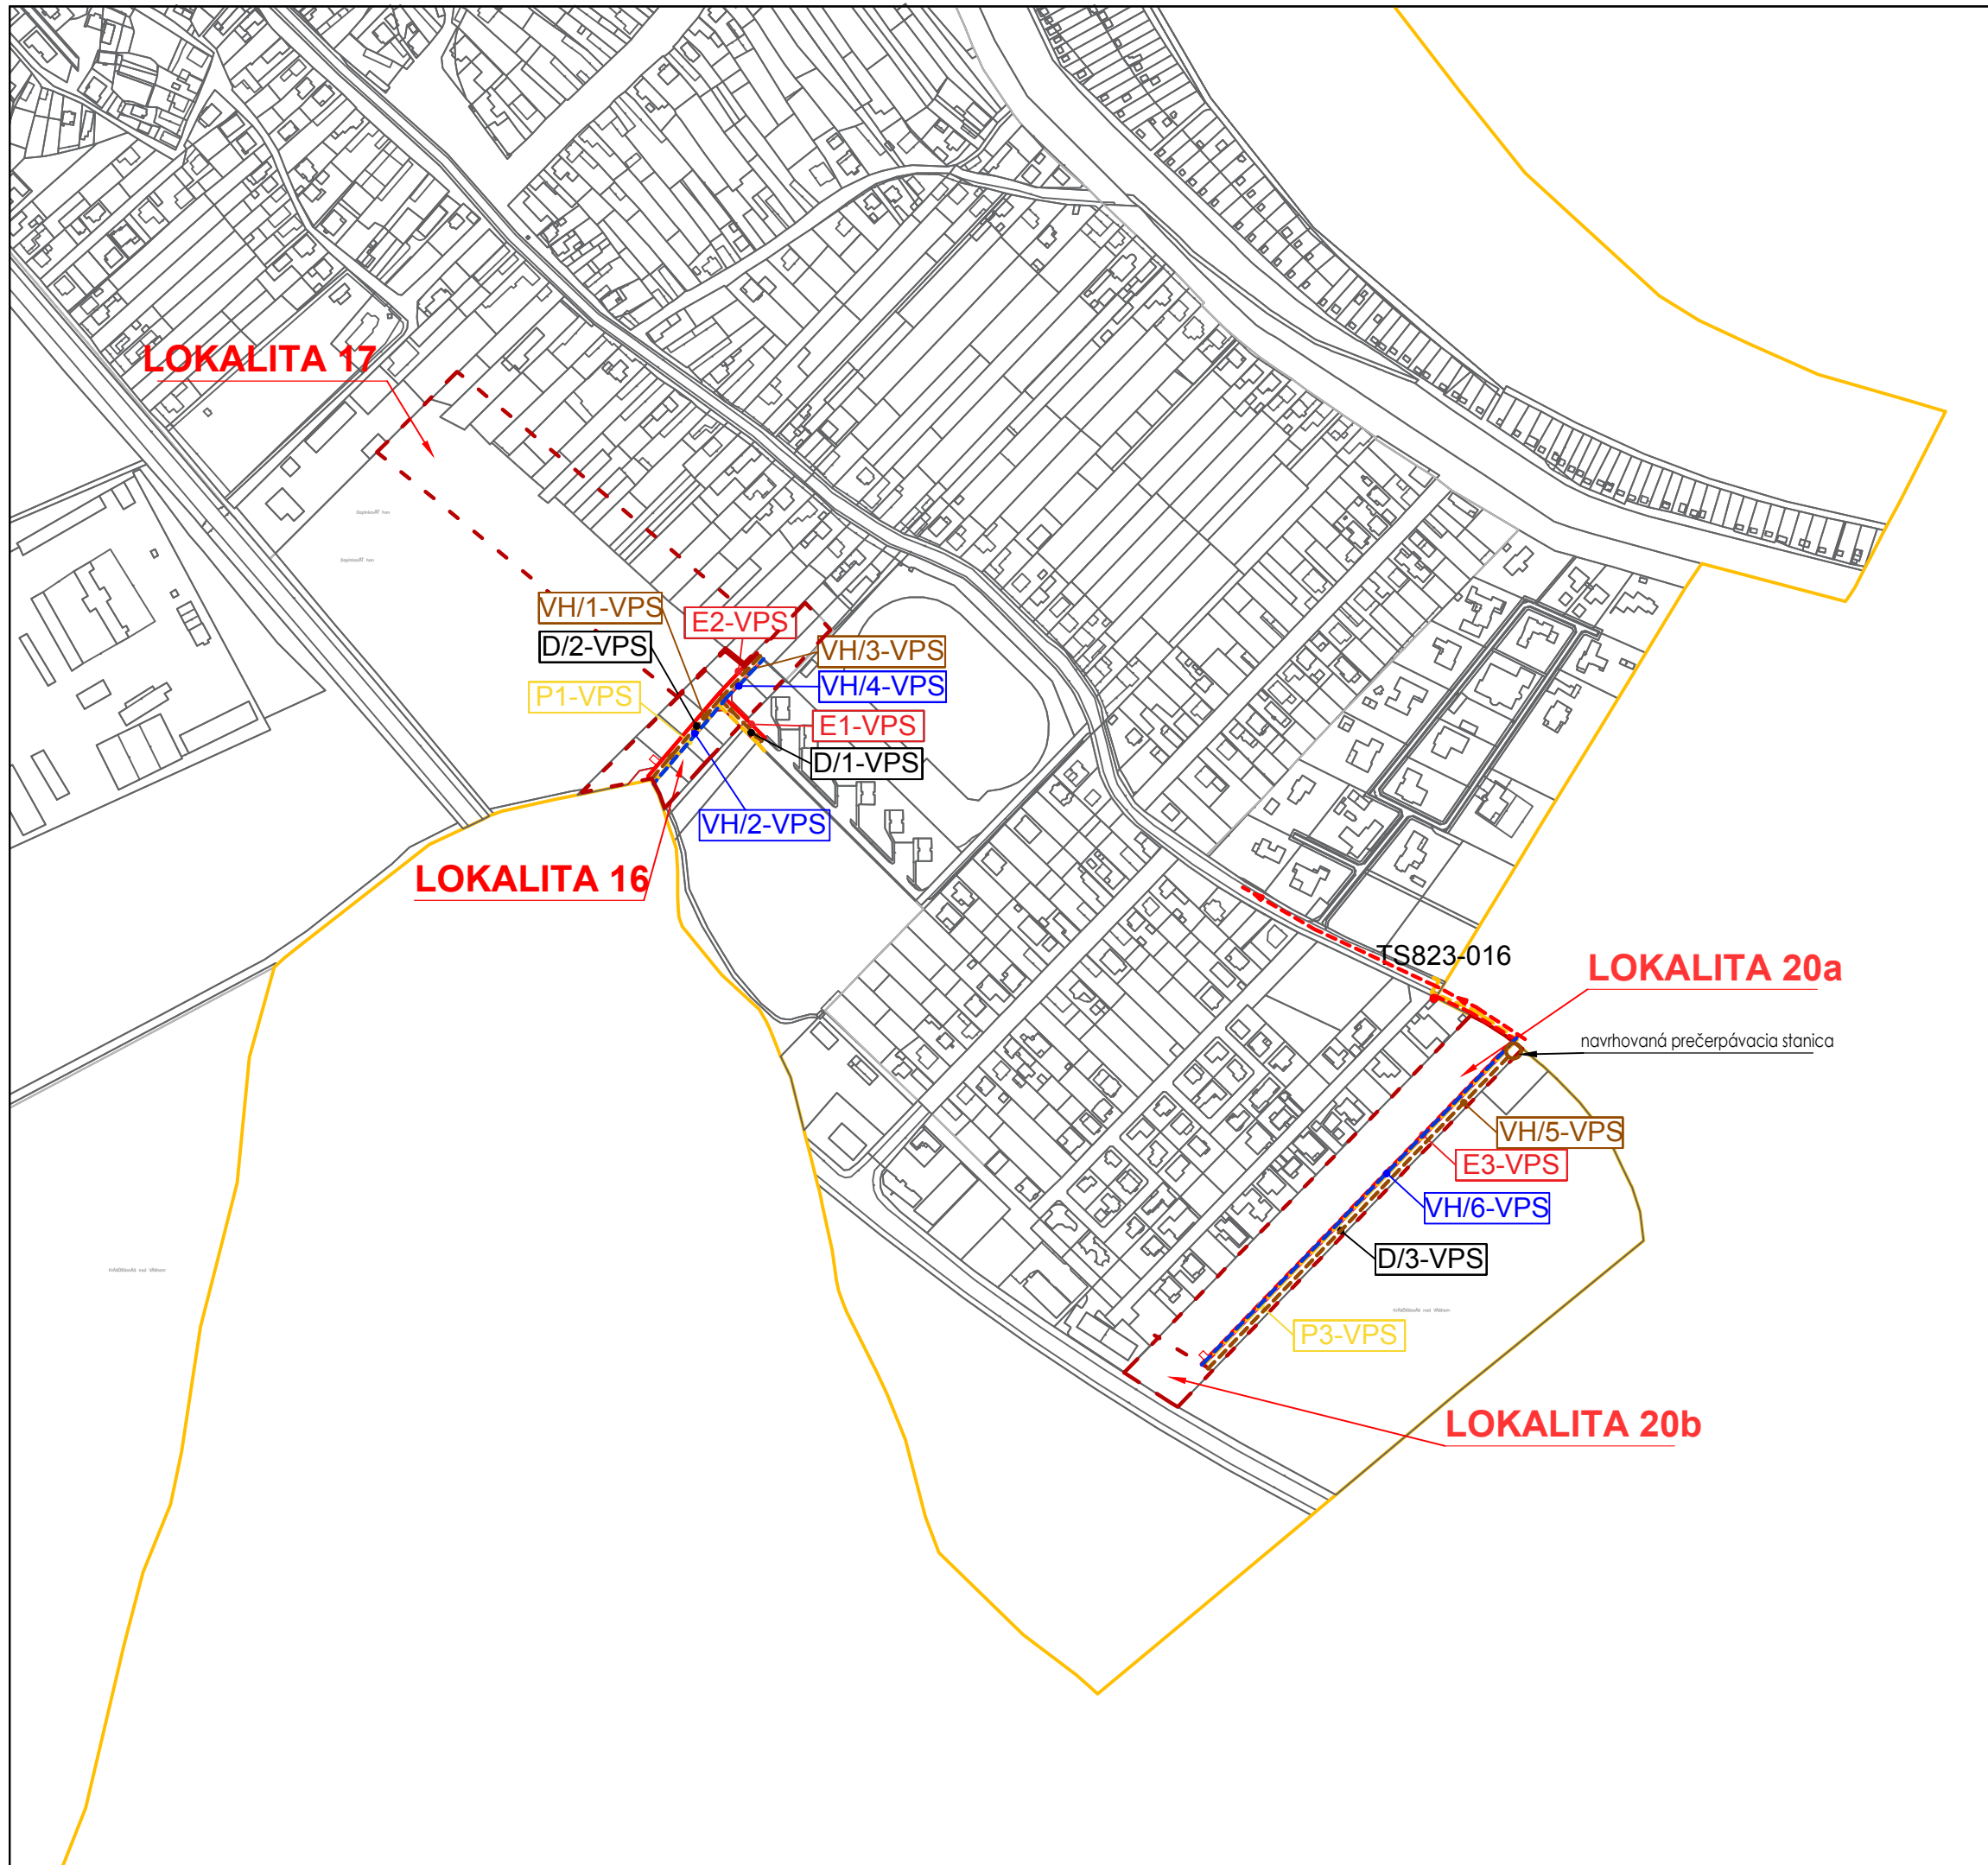 LOKALITA 17
VH/1-VPS
E2-VPS
D/2-VPS
VH/3-VPS
P1-VPS
VH/4-VPS
E1-VPS
D/1-VPS
VH/2-VPS
LOKALITA 16
TS823-016
LOKALITA 20a
navrhovaná prečerpávacia stanica
VH/5-VPS
E3-VPS
VH/6-VPS
D/3-VPS
P3-VPS
LOKALITA 20b